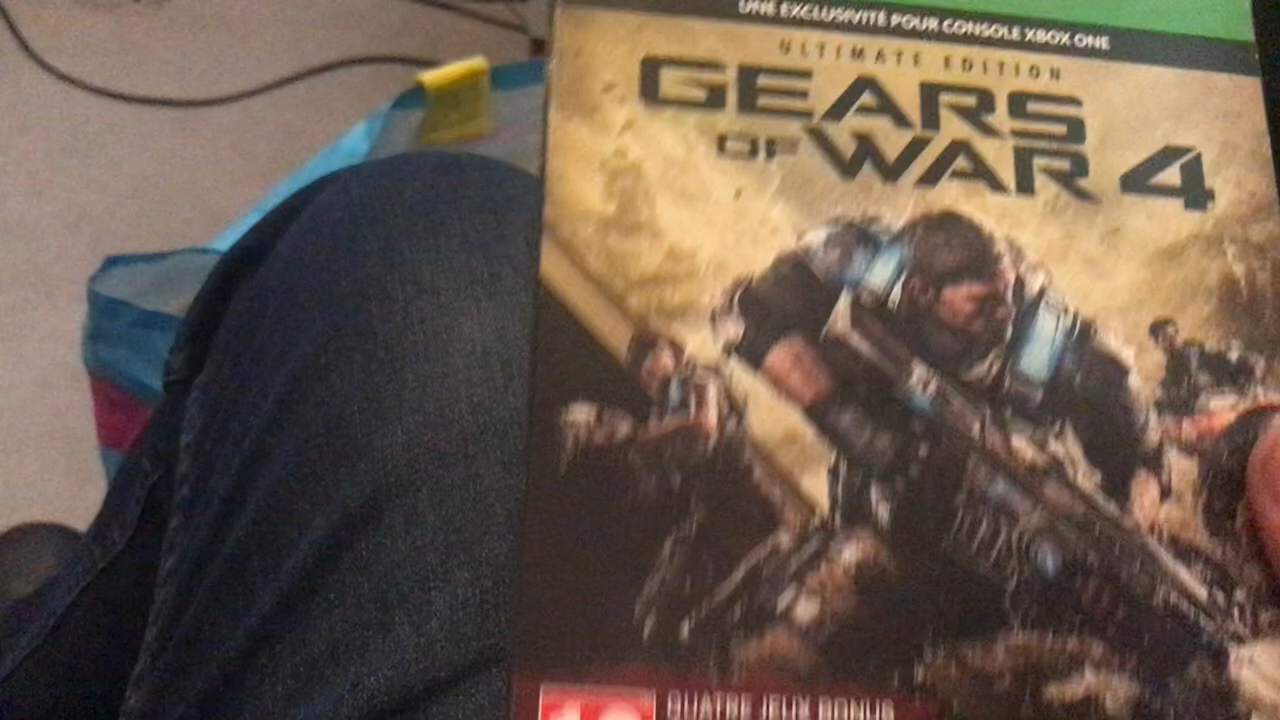 UNE EXCLUSIVITÉ POUR CONSOLE XBOX ONE
ULTIMATE EDITION
GEARS
OF WAR 4
QUATRE JEUX BONUS